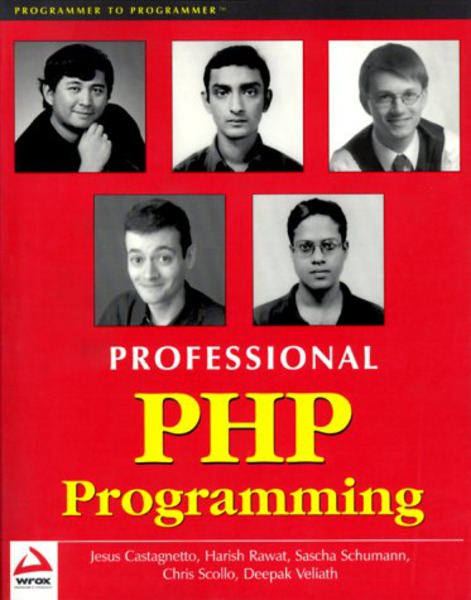 PROGRAMMER TO PROGRAMMER™
PROFESSIONAL
PHP
Programming
Jesus Castagnetto, Harish Rawat, Sascha Schumann,
Chris Scollo, Deepak Veliath
wrox